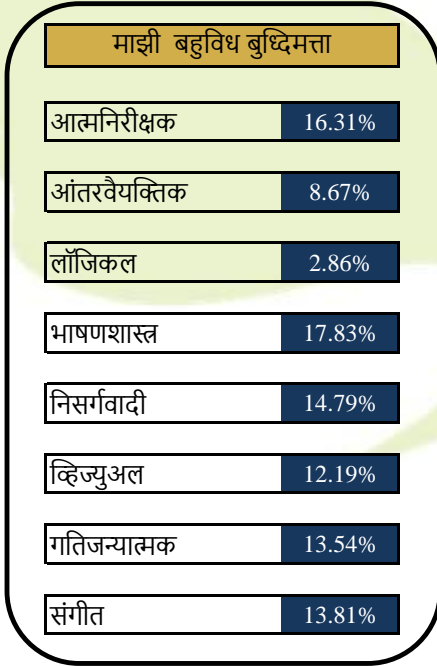 माझी बहुविध बुध्दिमत्ता
आत्मनिरीक्षक 16.31%
आंतरवैयक्तिक 8.67%
लॉजिकल 2.86%
भाषणशास्त्र 17.83%
निसर्गवादी 14.79%
व्हिज्युअल 12.19%
गतिजन्यात्मक 13.54%
संगीत 13.81%